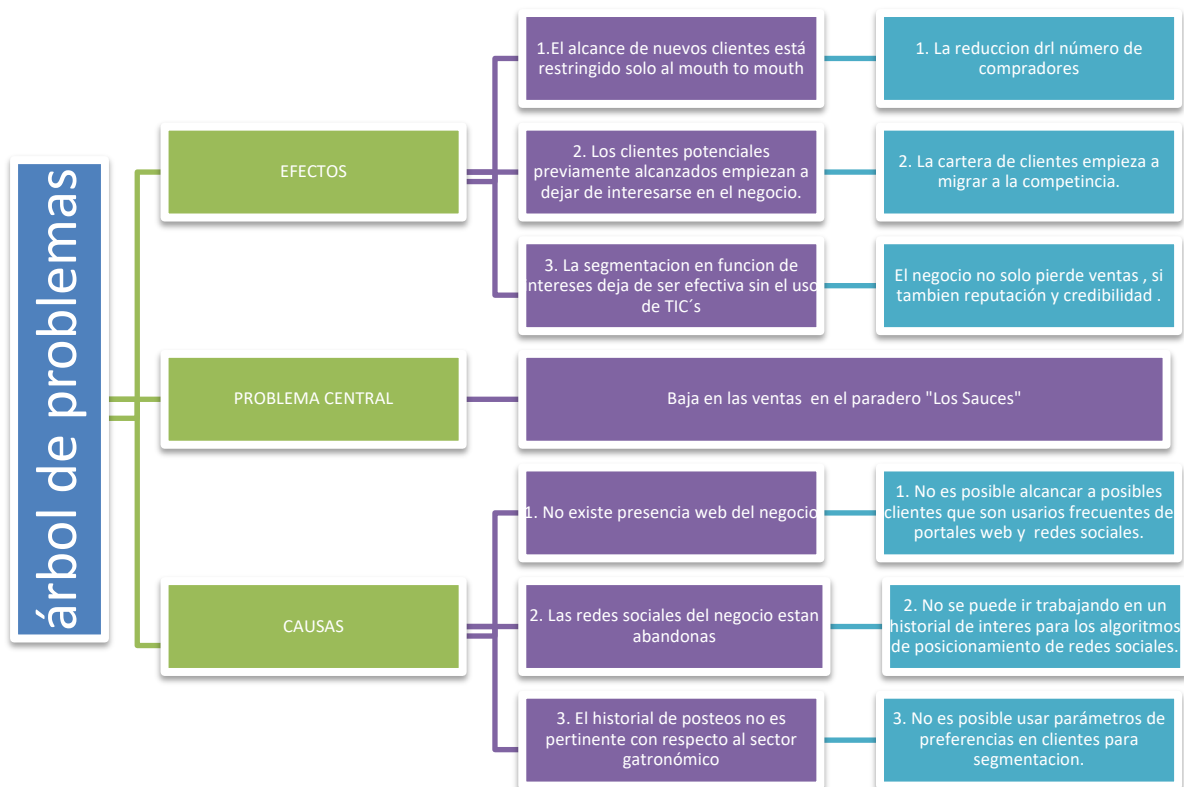 árbol de problemas
EFECTOS
1.El alcance de nuevos clientes está
restringido solo al mouth to mouth
1. La reduccion drl número de
compradores
2. Los clientes potenciales
previamente alcanzados empiezan a
dejar de interesarse en el negocio.
2. La cartera de clientes empieza a
migrar a la competincia.
3. La segmentacion en funcion de
intereses deja de ser efectiva sin el uso
de TIC´s
El negocio no solo pierde ventas , si
tambien reputación y credibilidad .
PROBLEMA CENTRAL
Baja en las ventas  en el paradero "Los Sauces"
CAUSAS
1. No existe presencia web del negocio
1. No es posible alcancar a posibles
clientes que son usarios frecuentes de
portales web y  redes sociales.
2. Las redes sociales del negocio estan
abandonas
2. No se puede ir trabajando en un
historial de interes para los algoritmos
de posicionamiento de redes sociales.
3. El historial de posteos no es
pertinente con respecto al sector
gatronómico
3. No es posible usar parámetros de
preferencias en clientes para
segmentacion.